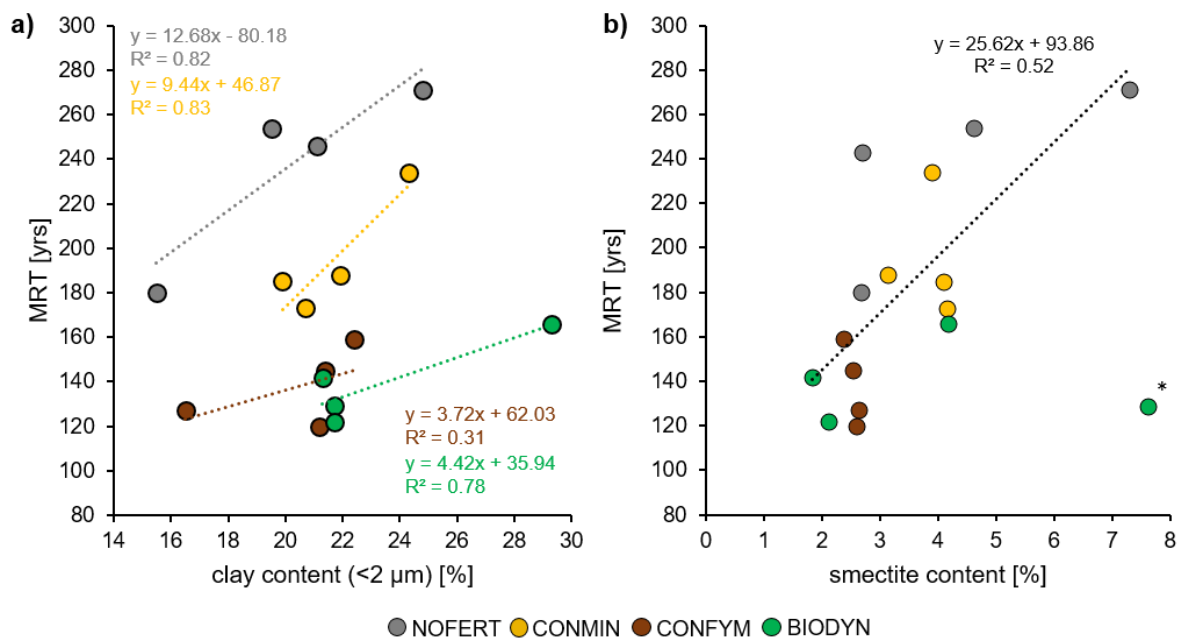 a)
y = 12.68x - 80.18
R² = 0.82
y = 9.44x + 46.87
R² = 0.83
y = 3.72x + 62.03
R² = 0.31
y = 4.42x + 35.94
R² = 0.78
300
280
260
240
220
200
180
160
140
120
100
80
MRT [yrs]
14 16 18 20 22 24 26 28 30
clay content (<2 µm) [%]
b)
y = 25.62x + 93.86
R² = 0.52
*
300
280
260
240
220
200
180
160
140
120
100
80
MRT [yrs]
0 1 2 3 4 5 6 7 8
smectite content [%]
NOFERT CONMIN CONFYM BIODYN